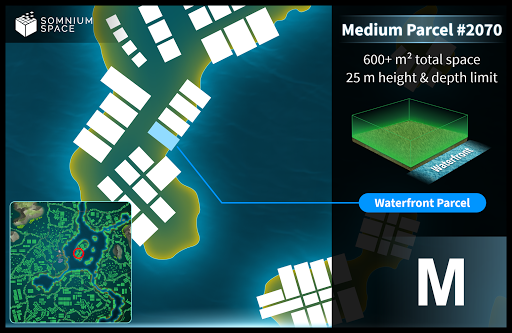 SOMNIUM
SPACE
Medium Parcel #2070
600+ m² total space
25 m height & depth limit
Waterfront
Waterfront Parcel
M